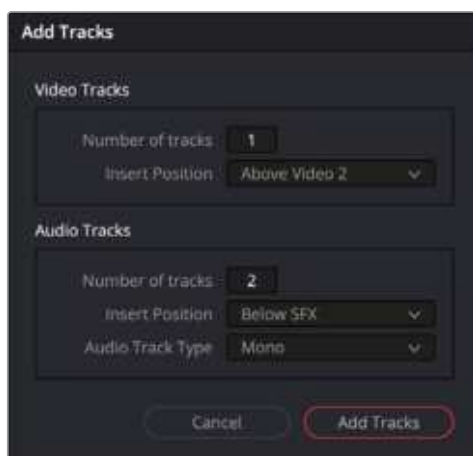 Add Tracks
Video Tracks
Number of tracks 1
Insert Position Above Video 2
Audio Tracks
Number of tracks 2
Insert Position Below SFX
Audio Track Type Mono
Cancel Add Tracks